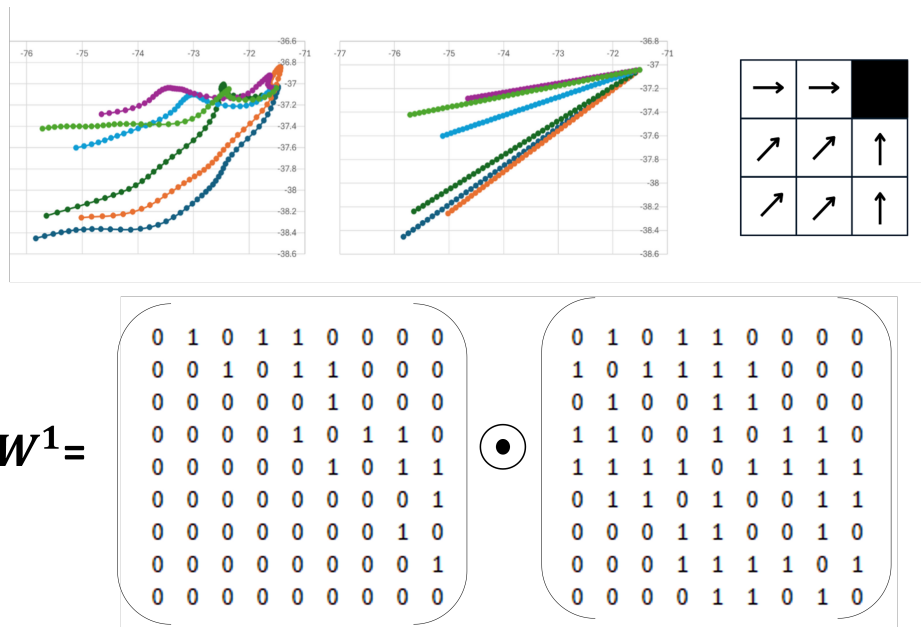 -76 -75 -74 -73 -72 -71
-36.6
-36.8
-37
-37.2
-37.4
-37.6
-37.8
-38
-38.2
-38.4
-38.6
-77 -76 -75 -74 -73 -72 -71
-36.8
-37
-37.2
-37.4
-37.6
-37.8
-38
-38.2
-38.4
-38.6
→ →
↗ ↗ ↑
↗ ↗ ↑
W¹=
0 1 0 1 1 0 0 0 0
0 0 1 0 1 1 0 0 0
0 0 0 0 0 1 0 0 0
0 0 0 0 1 0 1 1 0
0 0 0 0 0 1 0 1 1
0 0 0 0 0 0 0 0 1
0 0 0 0 0 0 0 1 0
0 0 0 0 0 0 0 0 1
0 0 0 0 0 0 0 0 0
⊙
0 1 0 1 1 0 0 0 0
1 0 1 1 1 1 0 0 0
0 1 0 0 1 1 0 0 0
1 1 0 0 1 0 1 1 0
1 1 1 1 0 1 1 1 1
0 1 1 0 1 0 0 1 1
0 0 0 1 1 0 0 1 0
0 0 0 1 1 1 1 0 1
0 0 0 0 1 1 0 1 0